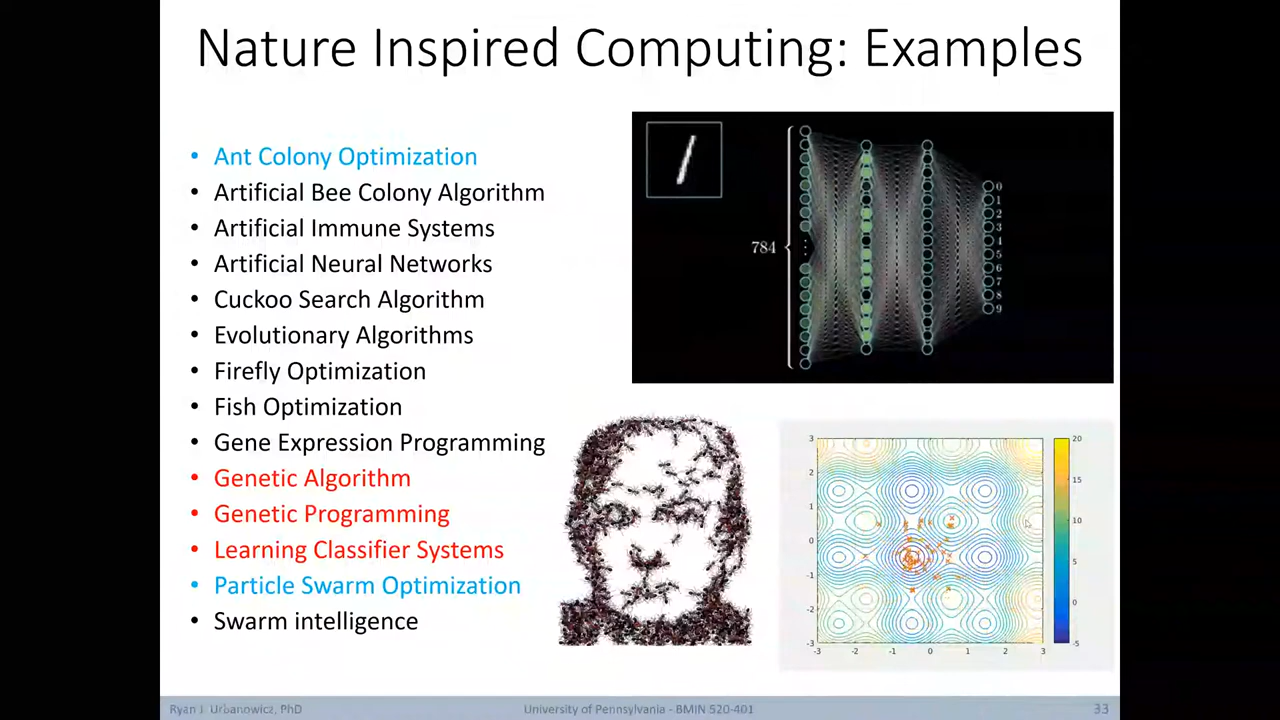 Nature Inspired Computing: Examples
• Ant Colony Optimization
• Artificial Bee Colony Algorithm
• Artificial Immune Systems
• Artificial Neural Networks
• Cuckoo Search Algorithm
• Evolutionary Algorithms
• Firefly Optimization
• Fish Optimization
• Gene Expression Programming
• Genetic Algorithm
• Genetic Programming
• Learning Classifier Systems
• Particle Swarm Optimization
• Swarm intelligence
784
0
1
2
3
4
5
6
7
8
9
3
2
1
0
-1
-2
-3
-3 -2 -1 0 1 2 3
20
15
10
5
0
-5
Ryan J. Urbanowicz, PhD
University of Pennsylvania - BMIN 520-401
33